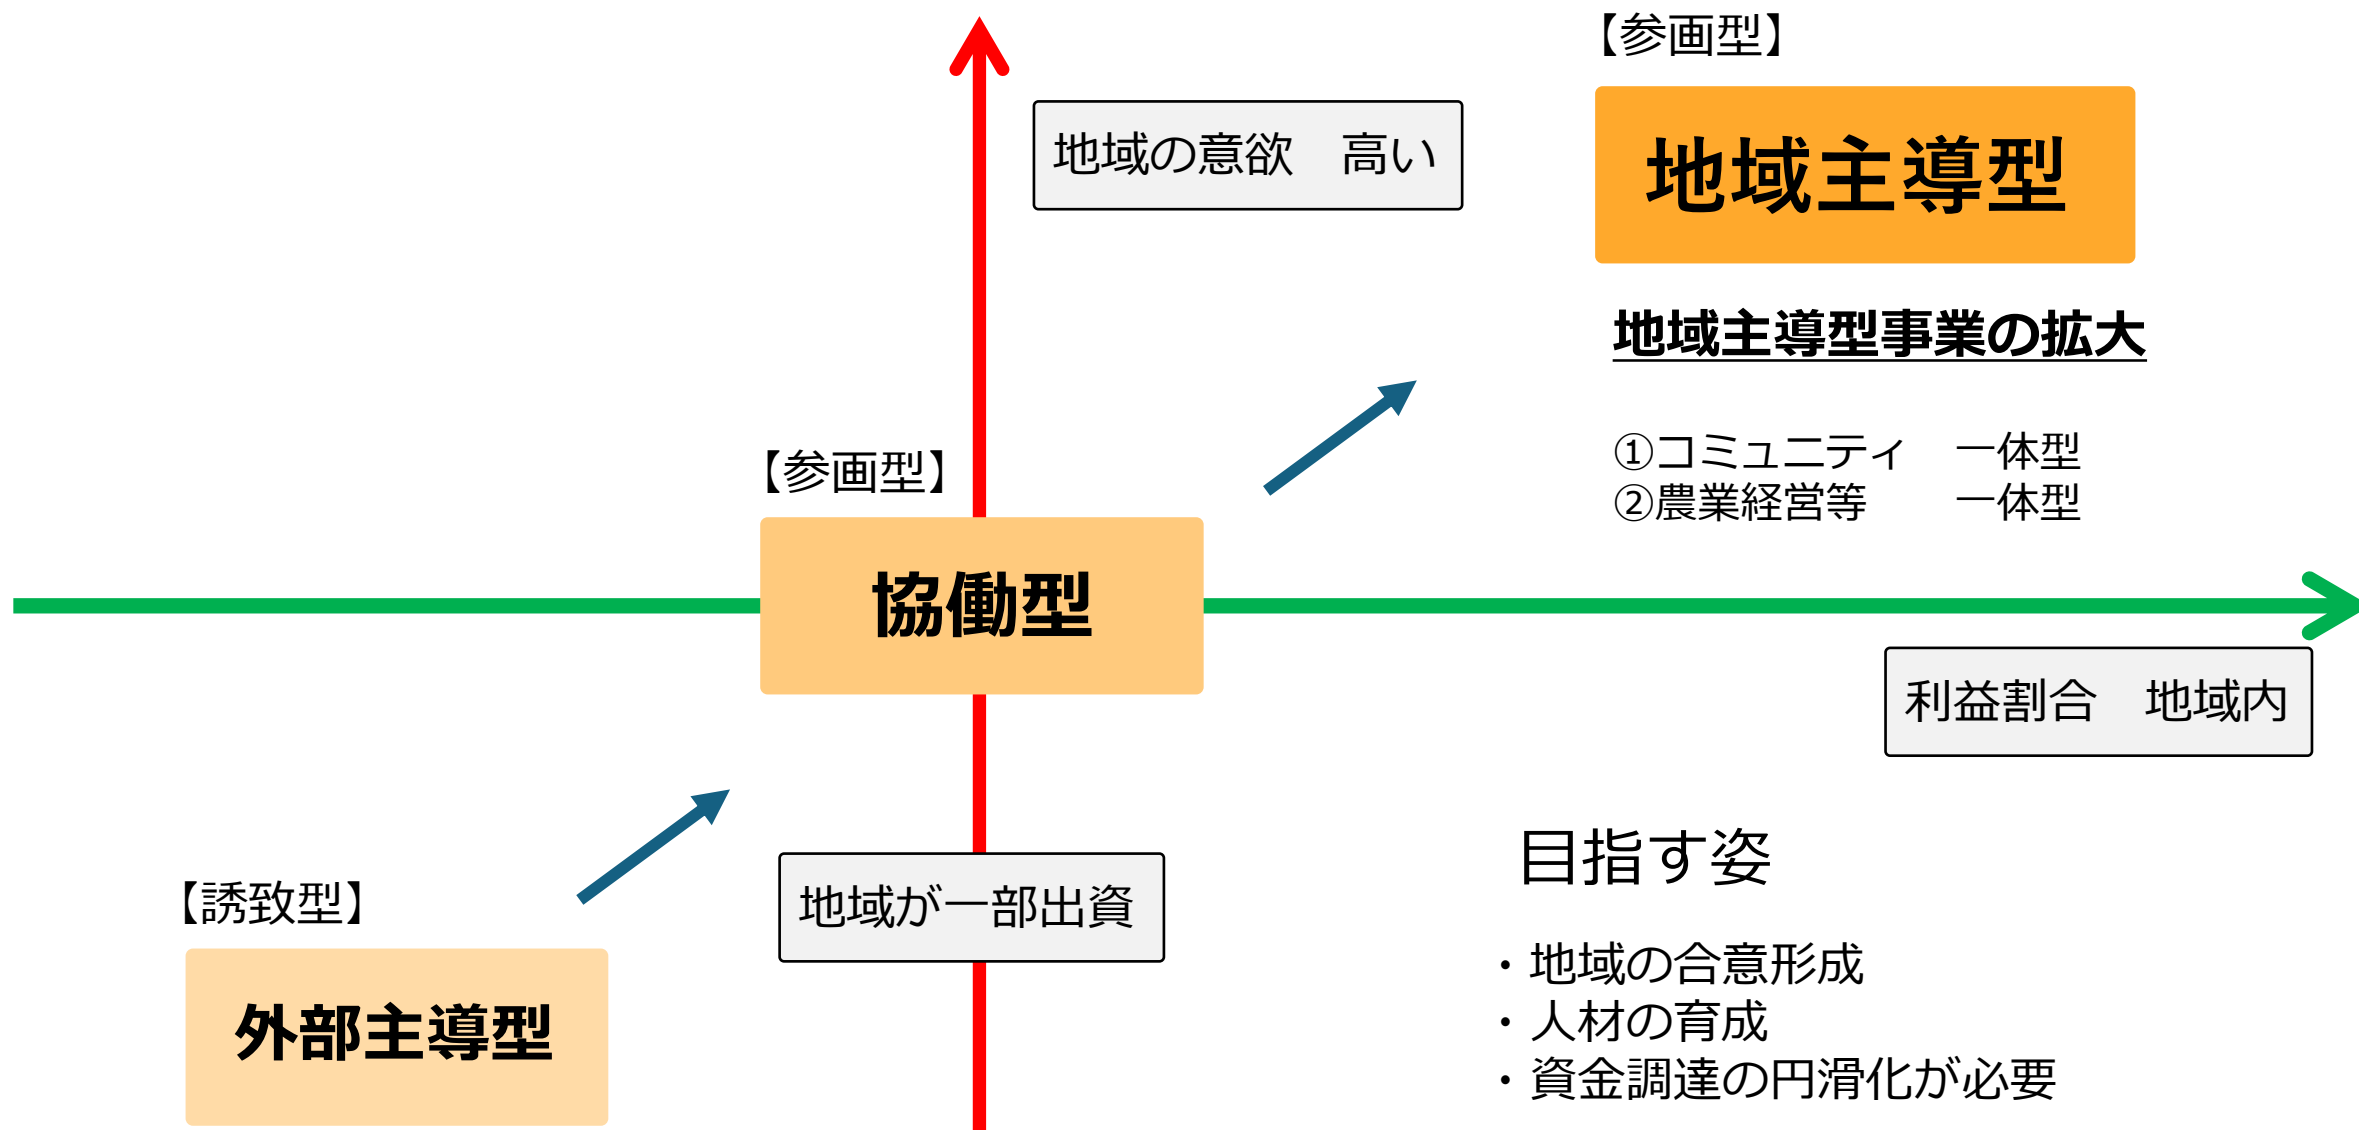 【参画型】
地域主導型
地域の意欲　高い
地域主導型事業の拡大
①コミュニティ　一体型
②農業経営等　　一体型
【参画型】
協働型
利益割合　地域内
地域が一部出資
【誘致型】
外部主導型
目指す姿
・地域の合意形成
・人材の育成
・資金調達の円滑化が必要